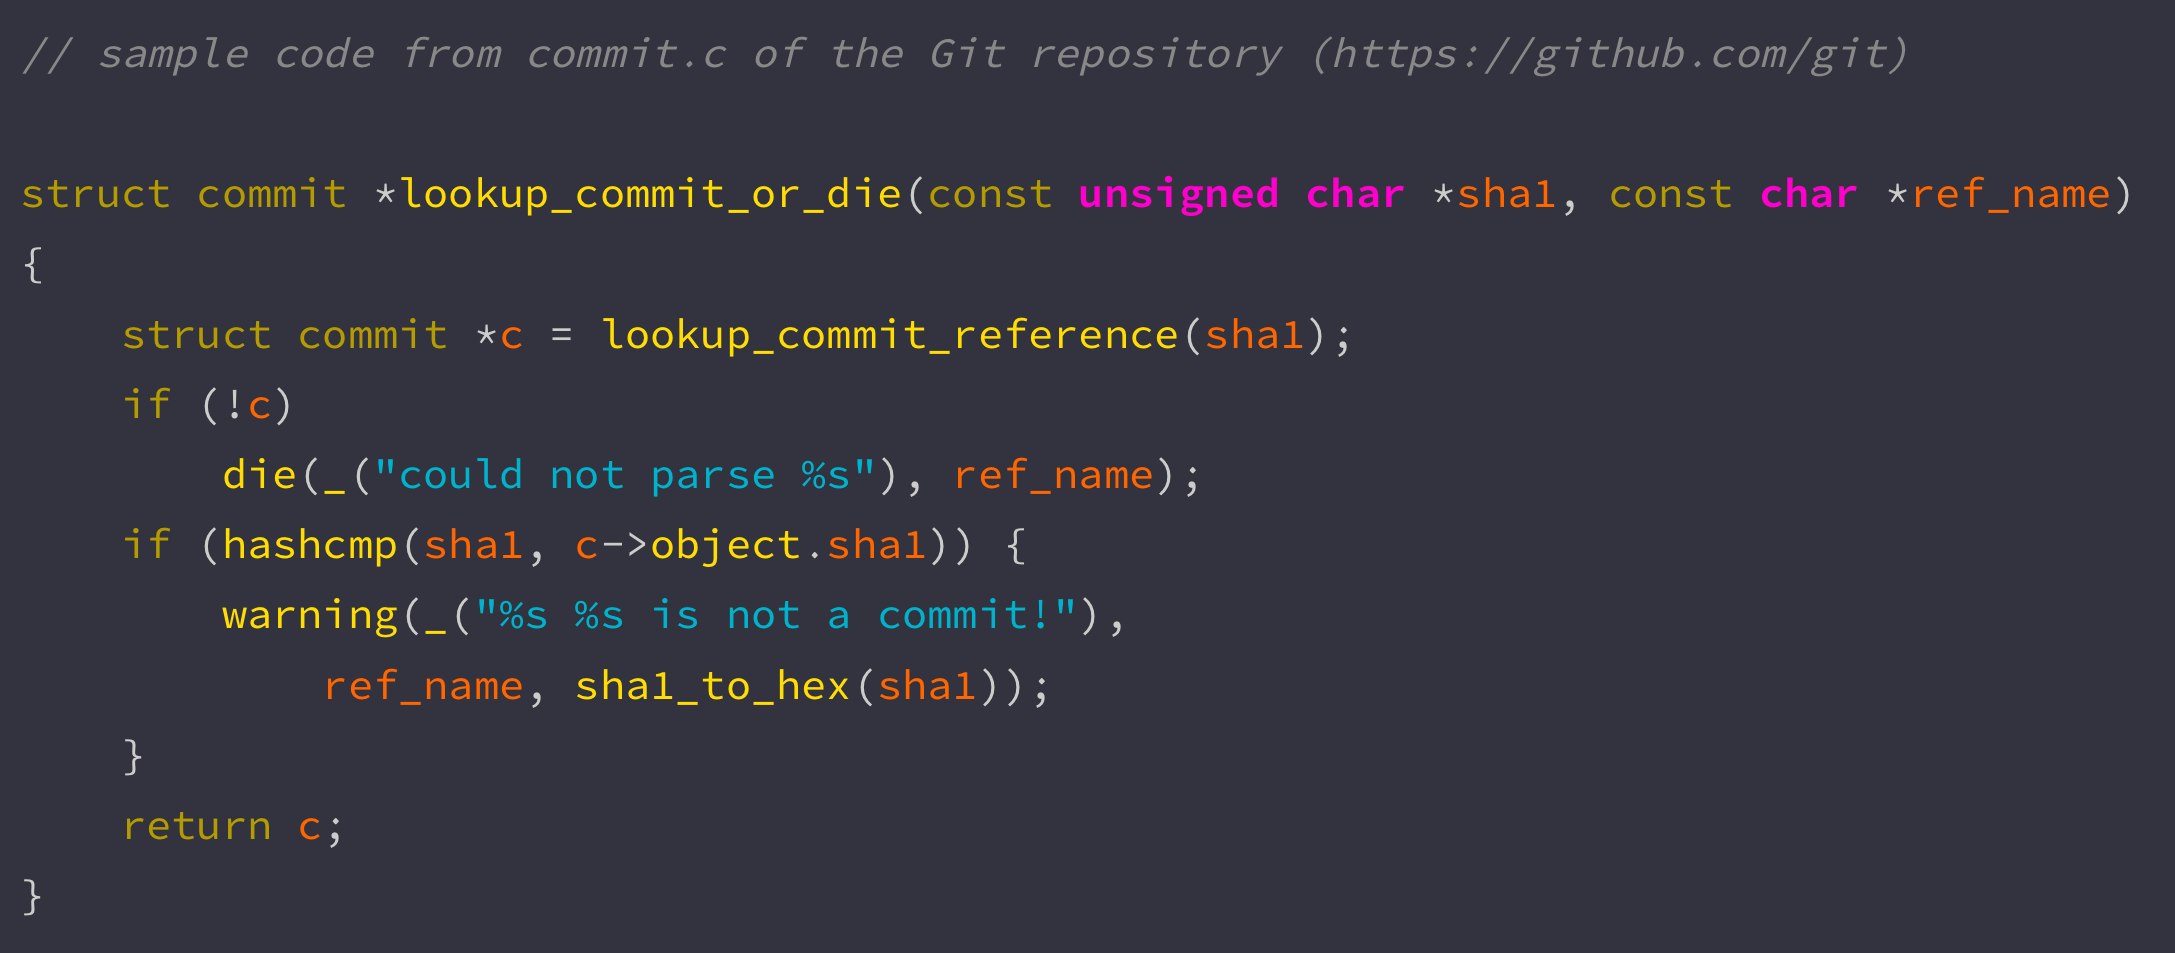 // sample code from commit.c of the Git repository (https://github.com/git)

struct commit *lookup_commit_or_die(const unsigned char *sha1, const char *ref_name)
{
    struct commit *c = lookup_commit_reference(sha1);
    if (!c)
        die(_("could not parse %s"), ref_name);
    if (hashcmp(sha1, c->object.sha1)) {
        warning(_("%s %s is not a commit!"),
            ref_name, sha1_to_hex(sha1));
    }
    return c;
}